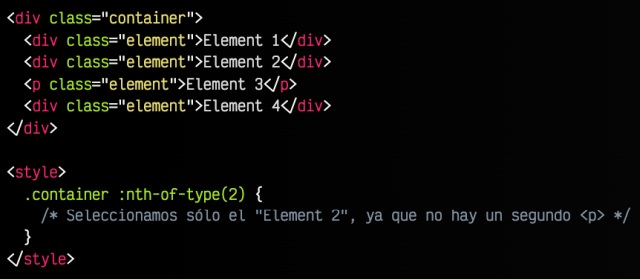 <div class="container">
  <div class="element">Element 1</div>
  <div class="element">Element 2</div>
  <p class="element">Element 3</p>
  <div class="element">Element 4</div>
</div>

<style>
  .container :nth-of-type(2) {
    /* Seleccionamos sólo el "Element 2", ya que no hay un segundo <p> */
  }
</style>